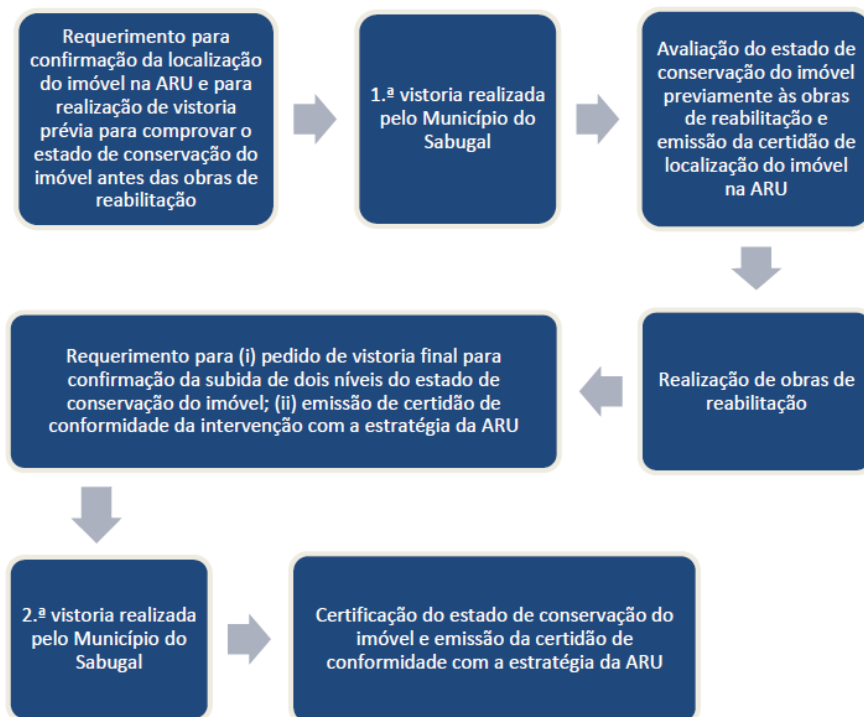 Requerimento para
confirmação da localização
do imóvel na ARU e para
realização de vistoria
prévia para comprovar o
estado de conservação do
imóvel antes das obras de
reabilitação
1.ª vistoria realizada
pelo Município do
Sabugal
Avaliação do estado de
conservação do imóvel
previamente às obras
de reabilitação e
emissão da certidão de
localização do imóvel
na ARU
Realização de obras de
reabilitação
Requerimento para (i) pedido de vistoria final para
confirmação da subida de dois níveis do estado de
conservação do imóvel; (ii) emissão de certidão de
conformidade da intervenção com a estratégia da ARU
2.ª vistoria realizada
pelo Município do
Sabugal
Certificação do estado de conservação do
imóvel e emissão da certidão de
conformidade com a estratégia da ARU